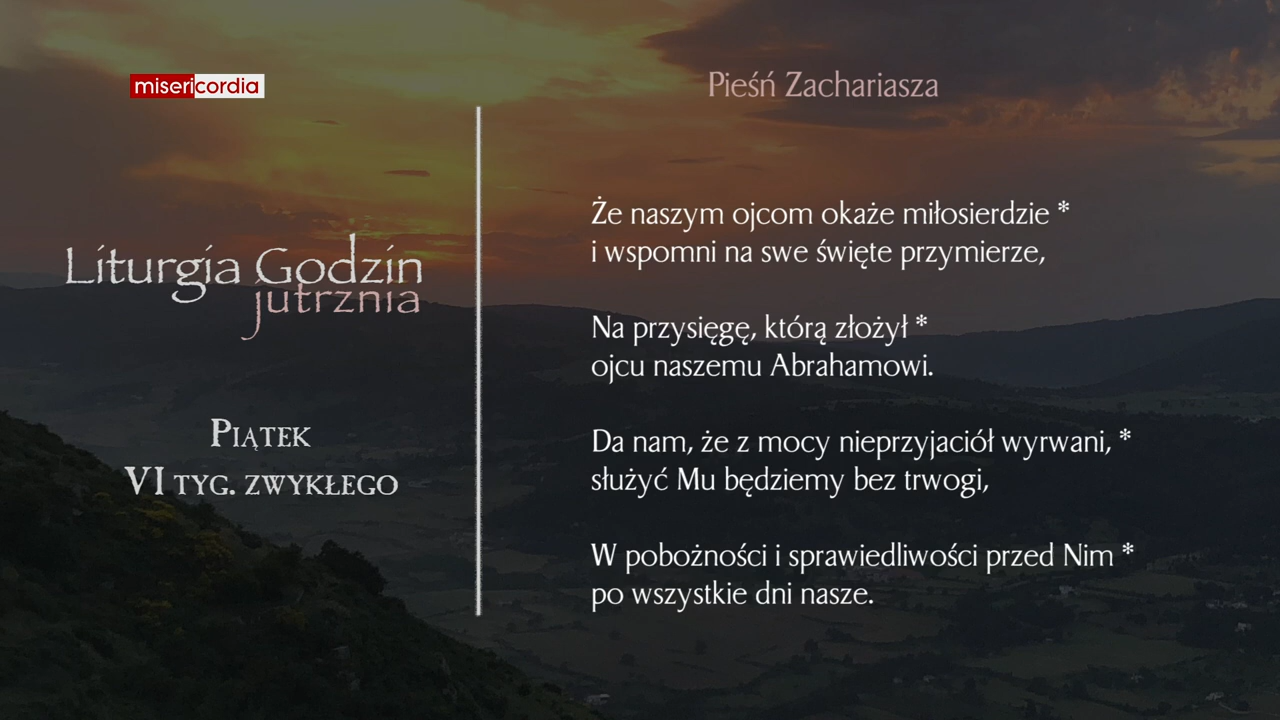 misericordia
Liturgia Godzin
jutrznia
Piątek
VI tyg. zwykłego
Pieśń Zachariasza
Że naszym ojcom okaże miłosierdzie *
i wspomni na swe święte przymierze,
Na przysięgę, którą złożył *
ojcu naszemu Abrahamowi.
Da nam, że z mocy nieprzyjaciół wyrwani, *
służyć Mu będziemy bez trwogi,
W pobożności i sprawiedliwości przed Nim *
po wszystkie dni nasze.